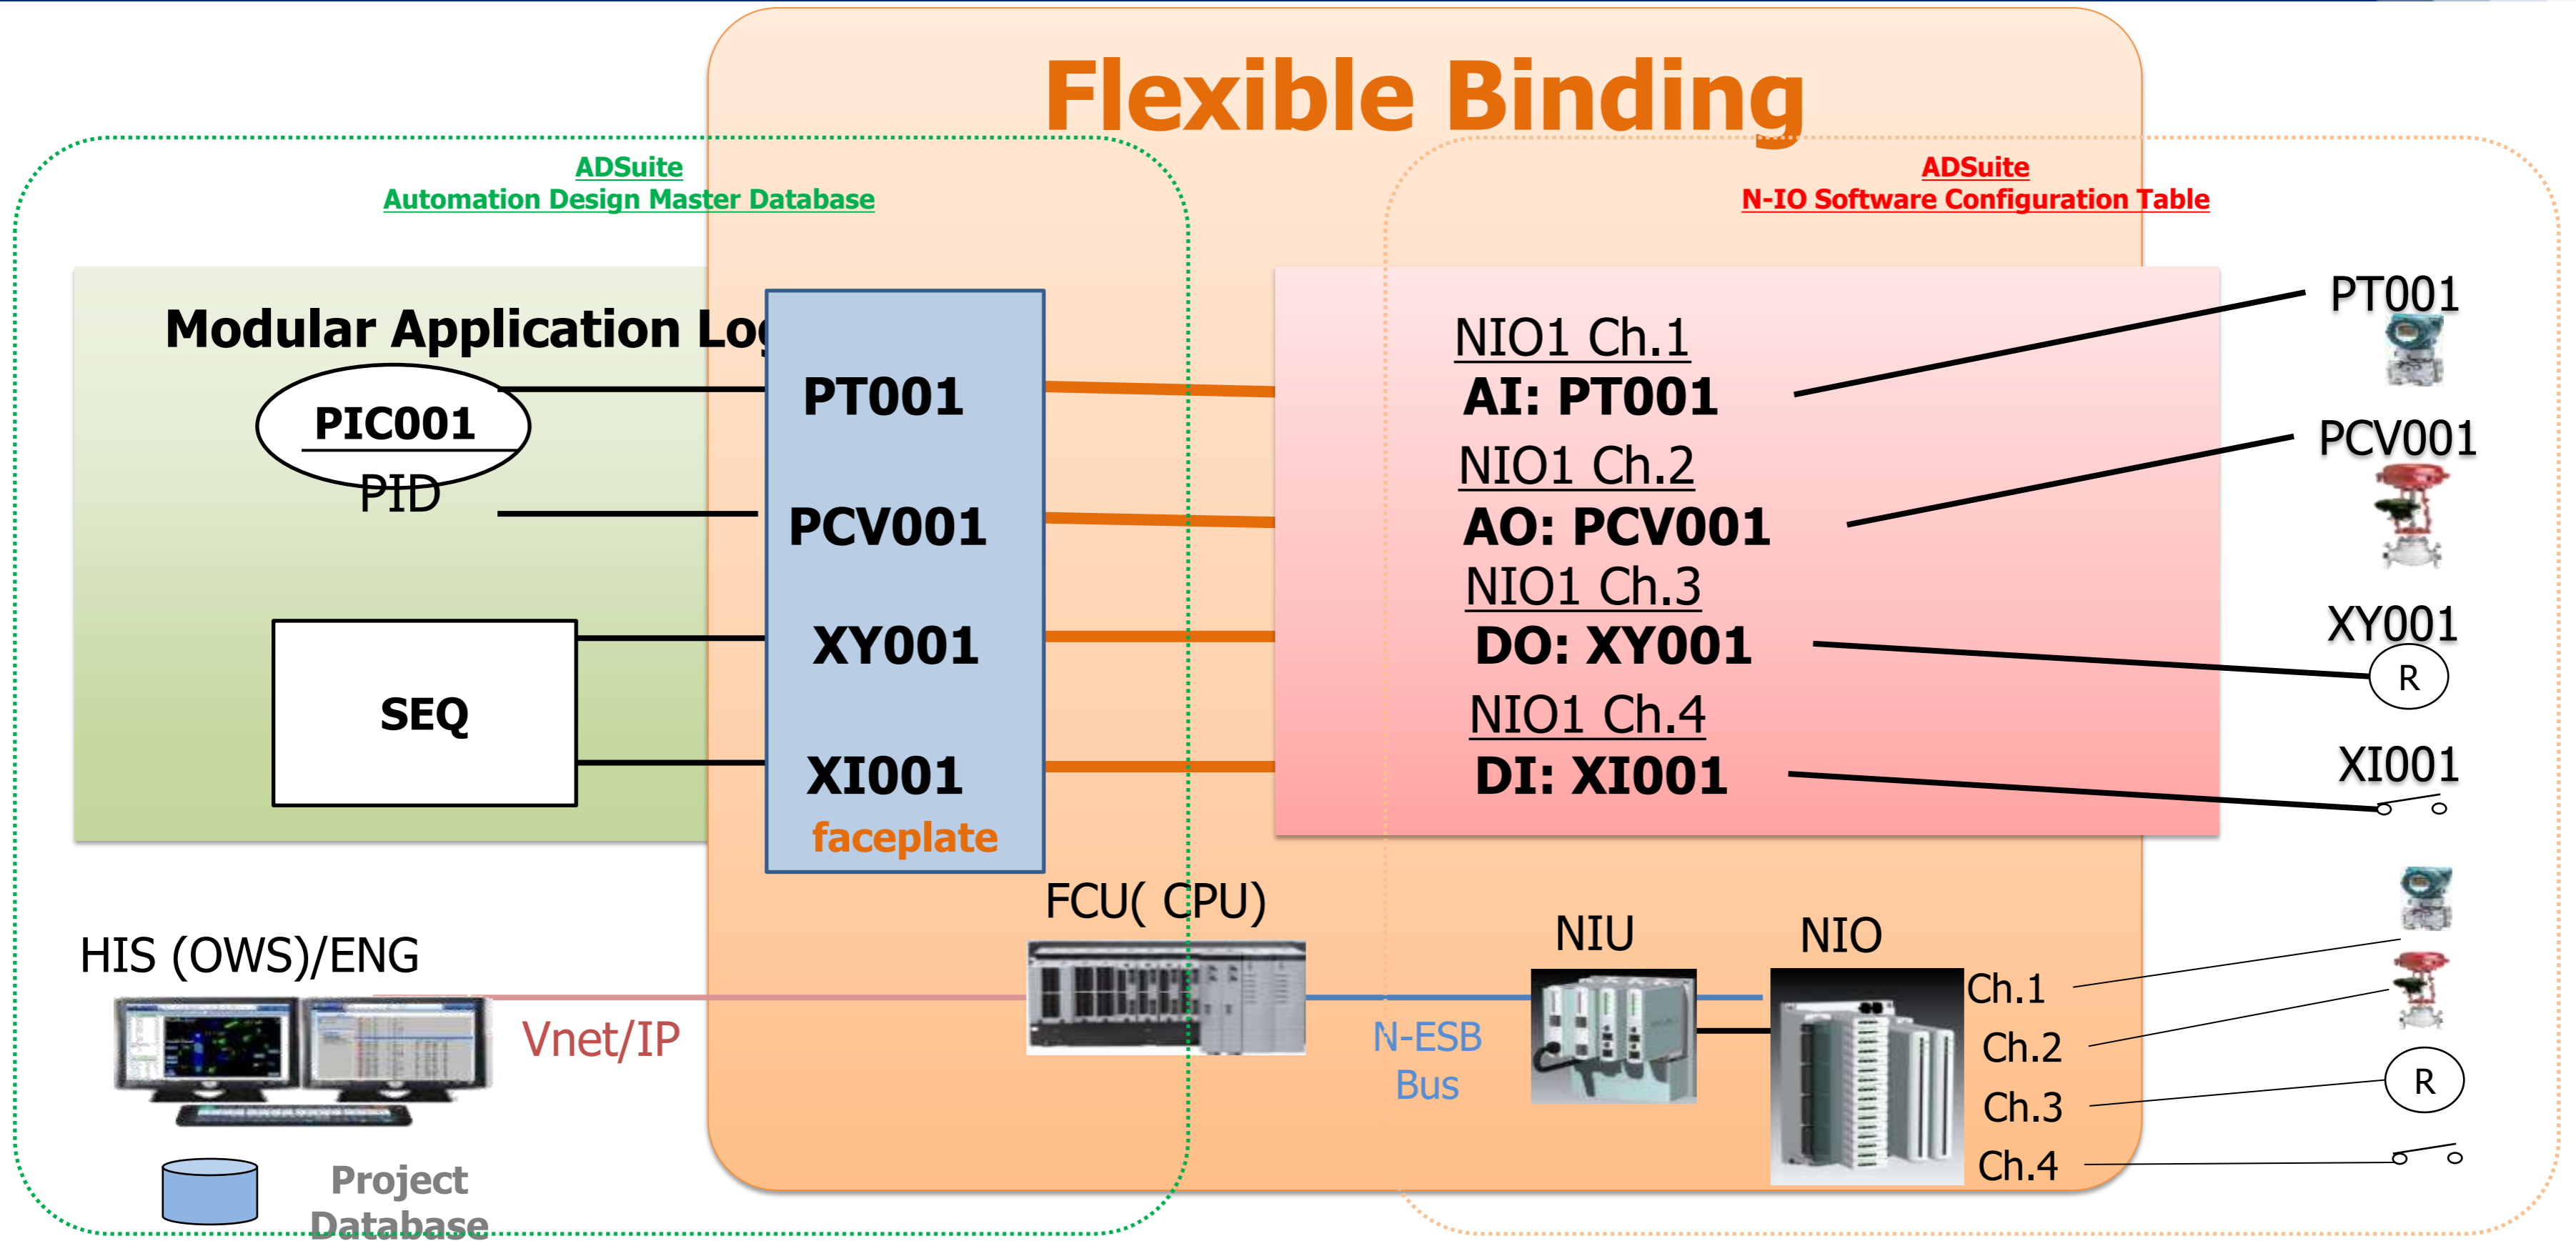 Flexible Binding
ADSuite
Automation Design Master Database
ADSuite
N-IO Software Configuration Table
Modular Application Log
PIC001
PID
SEQ
PT001
PCV001
XY001
XI001
faceplate
NIO1 Ch.1
AI: PT001
NIO1 Ch.2
AO: PCV001
NIO1 Ch.3
DO: XY001
NIO1 Ch.4
DI: XI001
PT001
PCV001
XY001
R
XI001
HIS (OWS)/ENG
Vnet/IP
FCU( CPU)
N-ESB
Bus
NIU
NIO
Ch.1
Ch.2
Ch.3
Ch.4
R
Project
Database